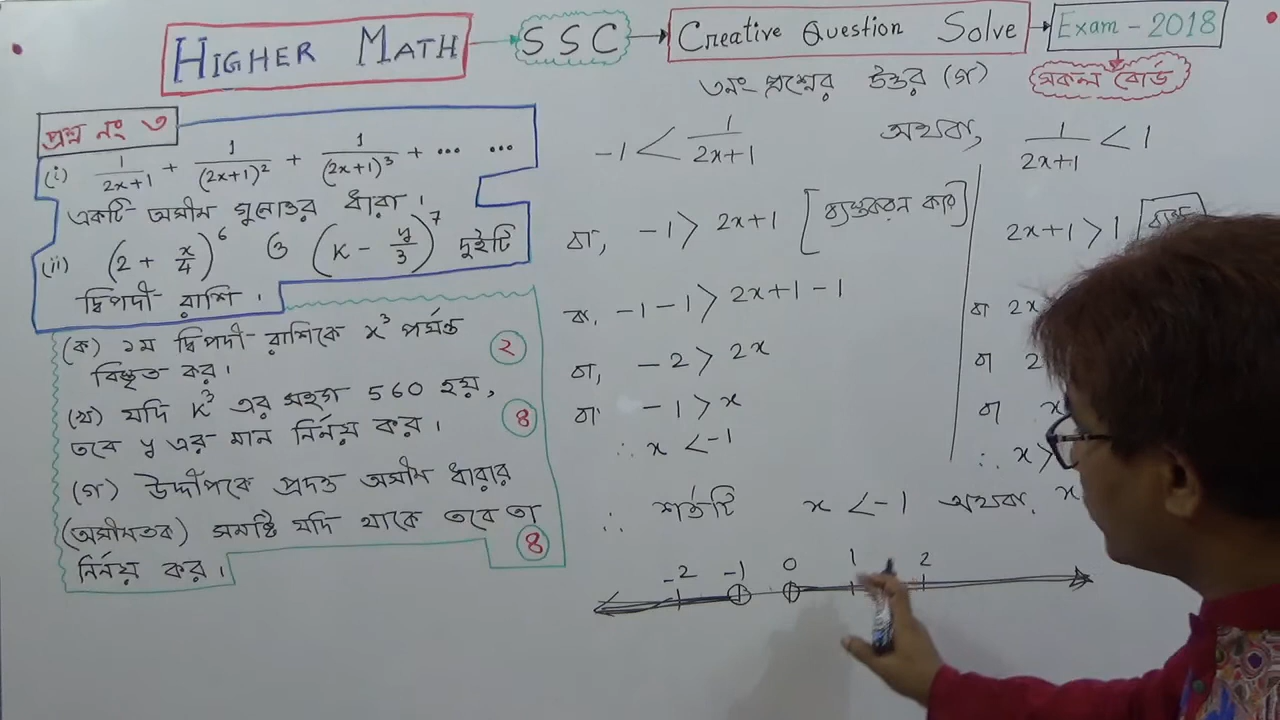 HIGHER MATH → SSC → Creative Question Solve → Exam - 2018
সকল বোর্ড
প্রশ্ন নং ৩
(i) 1/(2x+1) + 1/(2x+1)² + 1/(2x+1)³ + ... ...
একটি অসীম গুনোত্তর ধারা।
(ii) (2 + x/4)⁶ ও (K - y/3)⁷ দুইটি
দ্বিপদী রাশি।
(ক) ১ম দ্বিপদী রাশিকে x³ পর্যন্ত
বিস্তৃত কর। ২
(খ) যদি K³ এর সহগ 560 হয়,
তবে y এর মান নির্নয় কর। 8
(গ) উদ্দীপকে প্রদত্ত অসীম ধারার
(অসীমতক) সমষ্টি যদি থাকে তবে তা
নির্নয় কর। 8
৩নং প্রশ্নের উত্তর (গ)
-1 < 1/(2x+1)
বা, -1 > 2x+1 [ব্যস্তকরন করি]
বা, -1-1 > 2x+1-1
বা, -2 > 2x
বা -1 > x
∴ x < -1
অথবা, 1/(2x+1) < 1
2x+1 > 1
বা 2x
বা 2
বা x
∴ x >
∴ শর্তটি x < -1 অথবা, x
-2 -1 0 1 2